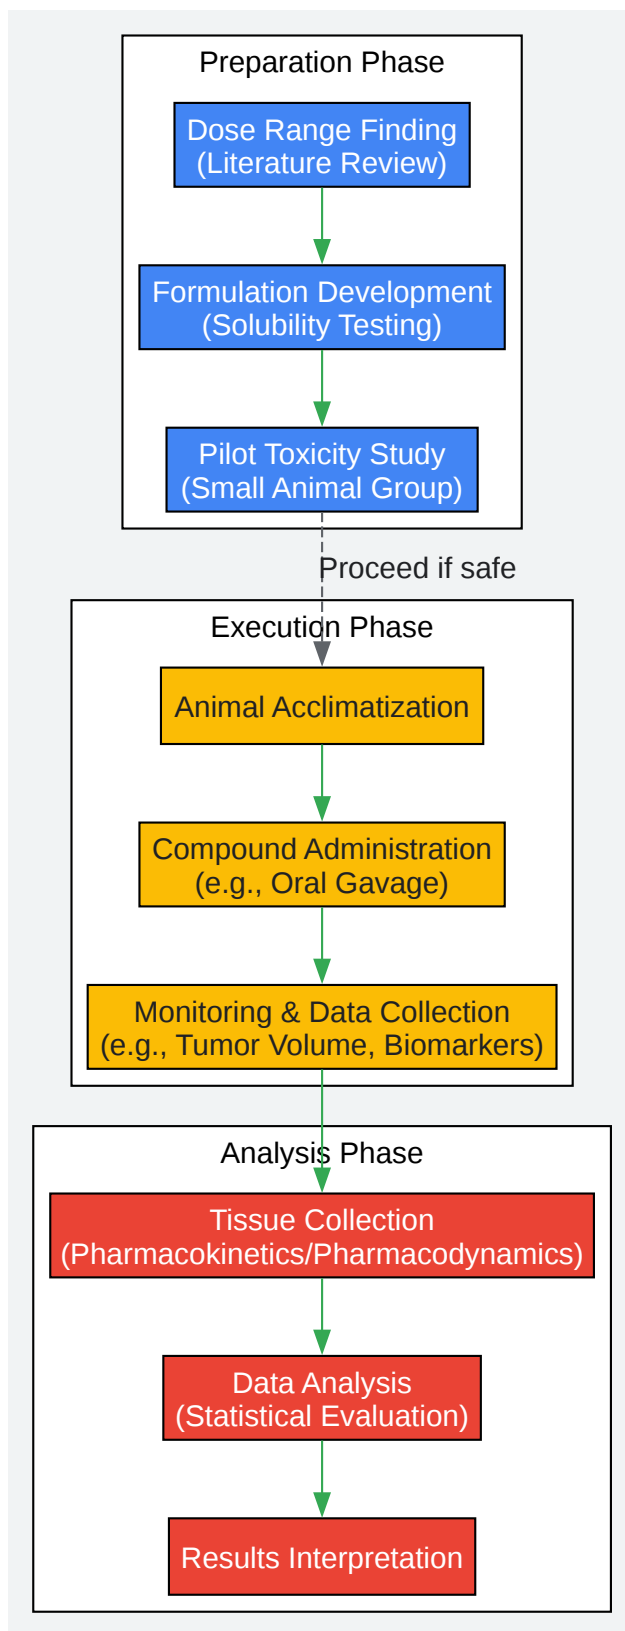 Preparation Phase
Dose Range Finding
(Literature Review)
Formulation Development
(Solubility Testing)
Pilot Toxicity Study
(Small Animal Group)
Proceed if safe
Execution Phase
Animal Acclimatization
Compound Administration
(e.g., Oral Gavage)
Monitoring & Data Collection
(e.g., Tumor Volume, Biomarkers)
Analysis Phase
Tissue Collection
(Pharmacokinetics/Pharmacodynamics)
Data Analysis
(Statistical Evaluation)
Results Interpretation